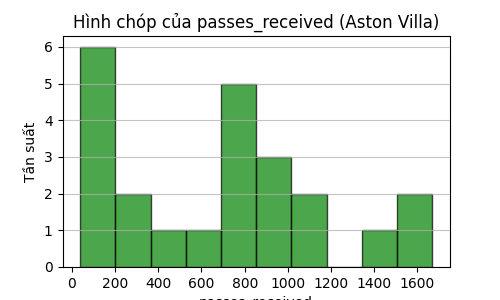 Hình chóp của passes_received (Aston Villa)
6
5
4
3
2
1
0
Tần suất
0 200 400 600 800 1000 1200 1400 1600
passes_received